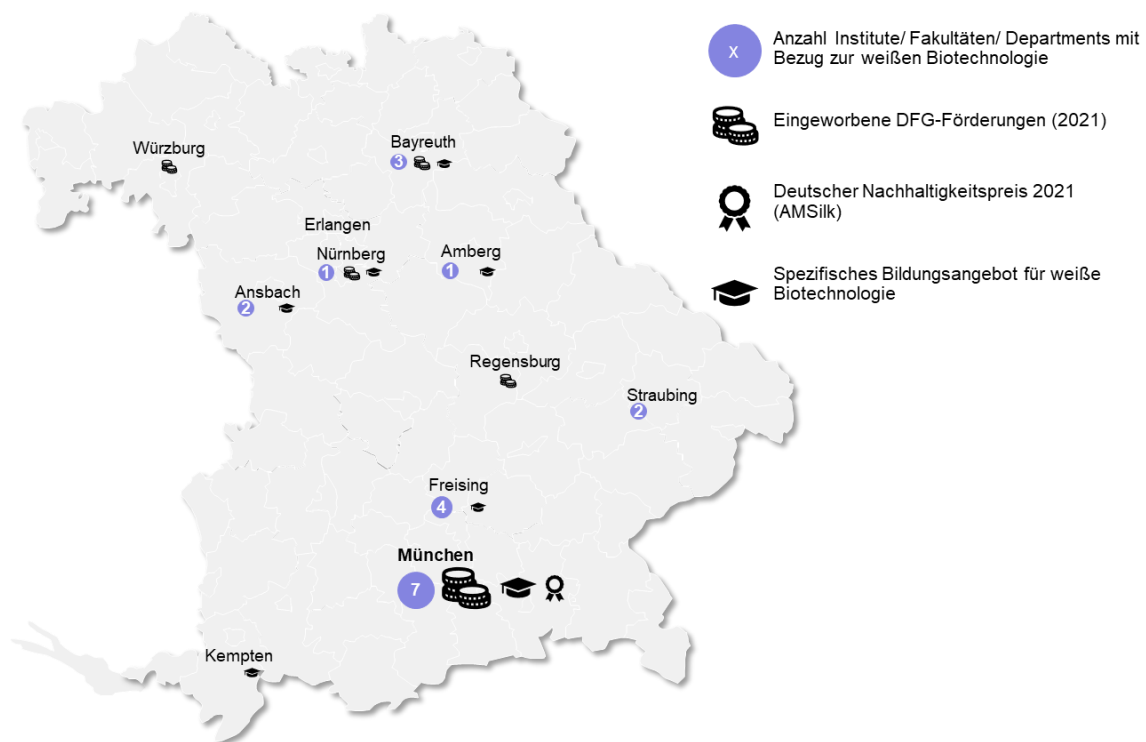 x
Anzahl Institute/ Fakultäten/ Departments mit
Bezug zur weißen Biotechnologie
Eingeworbene DFG-Förderungen (2021)
Deutscher Nachhaltigkeitspreis 2021
(AMSilk)
Spezifisches Bildungsangebot für weiße
Biotechnologie
Würzburg
Bayreuth
3
Erlangen
Nürnberg
1
Amberg
1
Ansbach
2
Regensburg
Straubing
2
Freising
4
München
7
Kempten